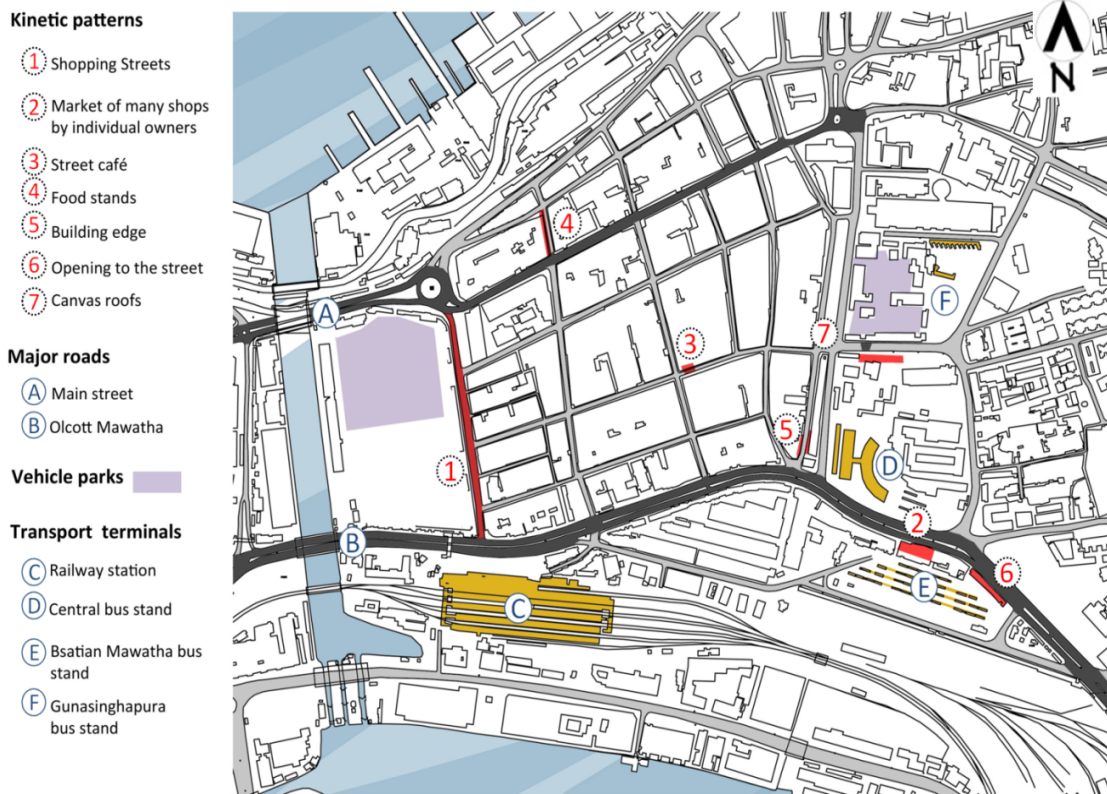 Kinetic patterns
1 Shopping Streets
2 Market of many shops
by individual owners
3 Street café
4 Food stands
5 Building edge
6 Opening to the street
7 Canvas roofs
Major roads
A Main street
B Olcott Mawatha
Vehicle parks
Transport terminals
C Railway station
D Central bus stand
E Bsatian Mawatha bus
stand
F Gunasinghapura
bus stand
N
4
F
A
7
3
5
1
D
2
B
6
E
C